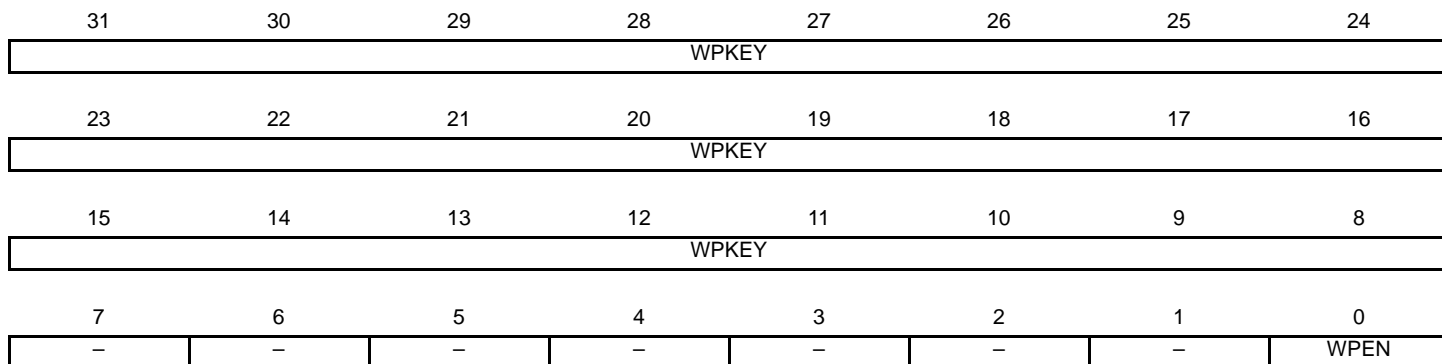 31 30 29 28 27 26 25 24
WPKEY
23 22 21 20 19 18 17 16
WPKEY
15 14 13 12 11 10 9 8
WPKEY
7 6 5 4 3 2 1 0
– – – – – – – WPEN